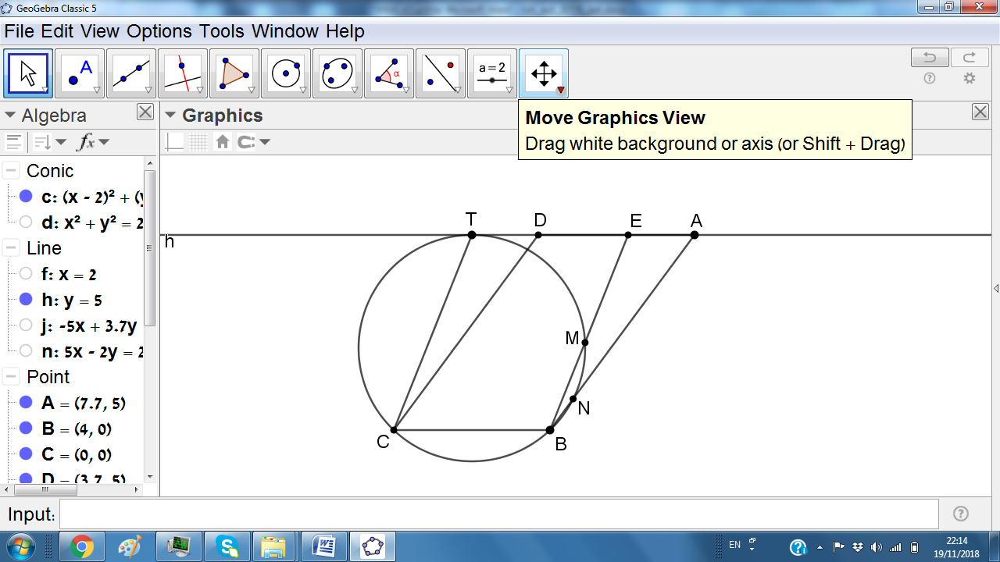 GeoGebra Classic 5
File Edit View Options Tools Window Help
A
α
a = 2
Algebra
Graphics
Move Graphics View
Drag white background or axis (or Shift + Drag)
fx
Conic
c: (x - 2)² + (y
d: x² + y² = 2
Line
f: x = 2
h: y = 5
j: -5x + 3.7y
n: 5x - 2y = 2
Point
A = (7.7, 5)
B = (4, 0)
C = (0, 0)
D = (3.7, 5)
h
T
D
E
A
M
N
C
B
Input:
EN
22:14
19/11/2018